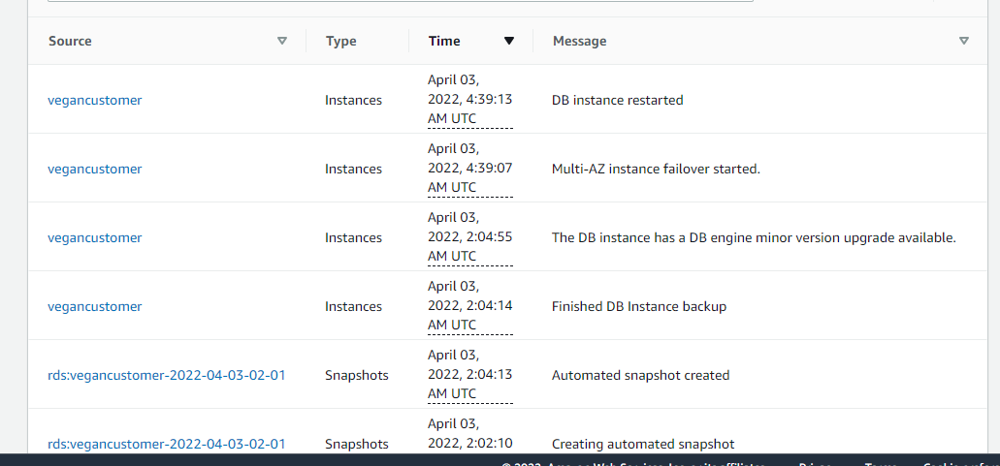 Source Type Time Message
April 03,
vegancustomer Instances 2022, 4:39:13 DB instance restarted
AM UTC
April 03,
vegancustomer Instances 2022, 4:39:07 Multi-AZ instance failover started.
AM UTC
April 03,
vegancustomer Instances 2022, 2:04:55 The DB instance has a DB engine minor version upgrade available.
AM UTC
April 03,
vegancustomer Instances 2022, 2:04:14 Finished DB Instance backup
AM UTC
April 03,
rds:vegancustomer-2022-04-03-02-01 Snapshots 2022, 2:04:13 Automated snapshot created
AM UTC
April 03,
rds:vegancustomer-2022-04-03-02-01 Snapshots 2022, 2:02:10 Creating automated snapshot